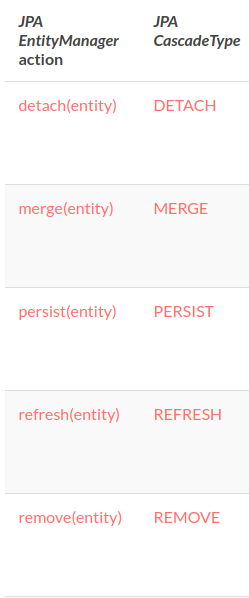 JPA JPA
EntityManager CascadeType
action
detach(entity) DETACH
merge(entity) MERGE
persist(entity) PERSIST
refresh(entity) REFRESH
remove(entity) REMOVE